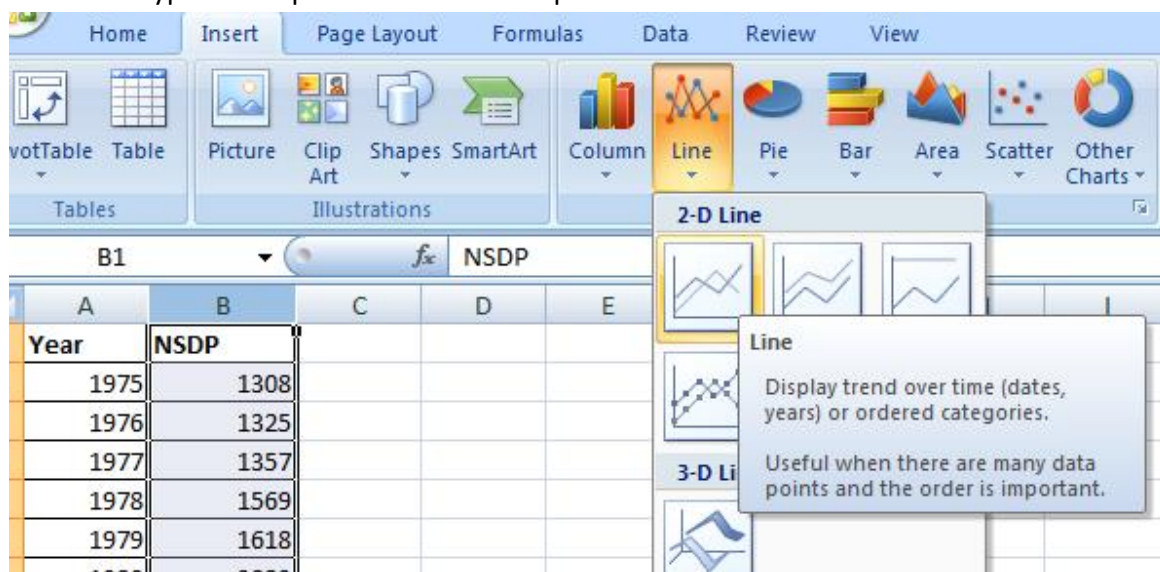 Home Insert Page Layout Formulas Data Review View
votTable Table Picture Clip Art Shapes SmartArt Column Line Pie Bar Area Scatter Other Charts
Tables Illustrations
2-D Line
B1 fx NSDP
A B C D E
Year NSDP
1975 1308
1976 1325
1977 1357
1978 1569
1979 1618
Line
Display trend over time (dates,
years) or ordered categories.
Useful when there are many data
points and the order is important.
3-D Li